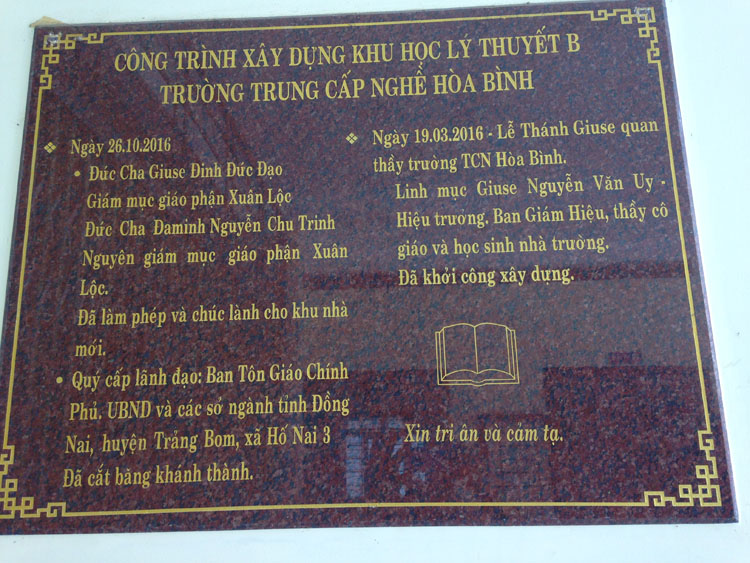 CÔNG TRÌNH XÂY DỰNG KHU HỌC LÝ THUYẾT B
TRƯỜNG TRUNG CẤP NGHỀ HÒA BÌNH
❖ Ngày 26.10.2016
• Đức Cha Giuse Đinh Đức Đạo
Giám mục giáo phận Xuân Lộc
Đức Cha Đaminh Nguyễn Chu Trinh
Nguyên giám mục giáo phận Xuân
Lộc.
Đã làm phép và chúc lành cho khu nhà
mới.
• Quý cấp lãnh đạo: Ban Tôn Giáo Chính
Phủ. UBND và các sở ngành tỉnh Đồng
Nai, huyện Trảng Bom, xã Hố Nai 3
Đã cắt băng khánh thành.
❖ Ngày 19.03.2016 - Lễ Thánh Giuse quan
thầy trường TCN Hòa Bình.
Linh mục Giuse Nguyễn Văn Uy -
Hiệu trưởng. Ban Giám Hiệu, thầy cô
giáo và học sinh nhà trường.
Đã khởi công xây dựng.
Xin tri ân và cảm tạ.